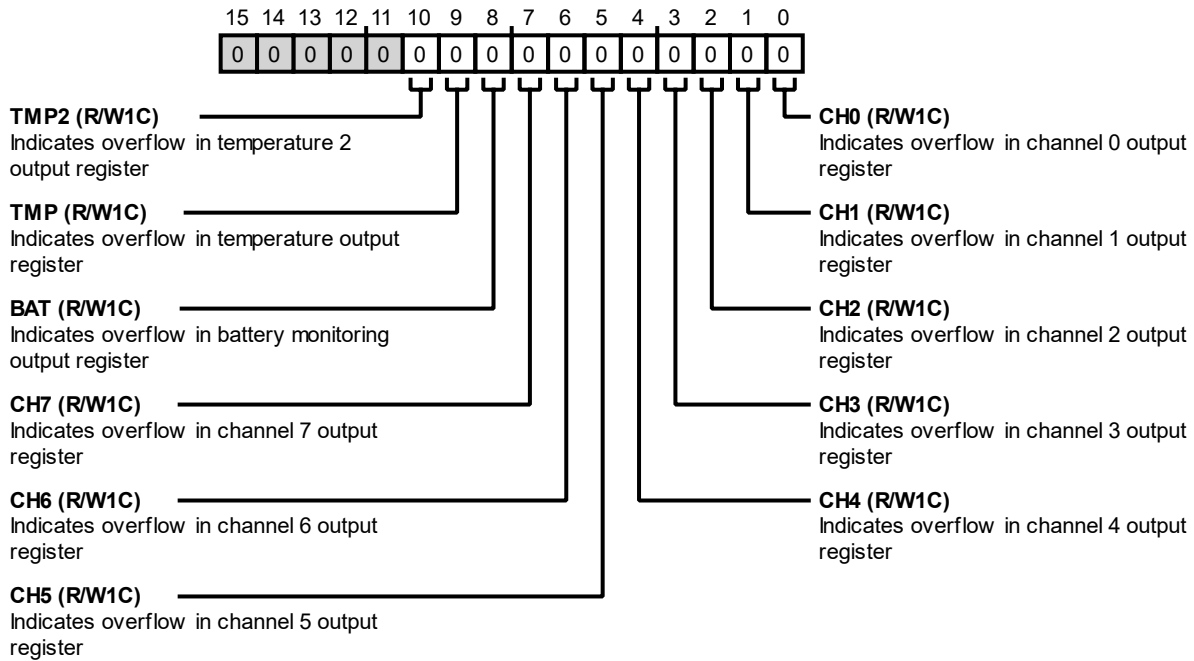 15 14 13 12 11 10 9 8 7 6 5 4 3 2 1 0
0 0 0 0 0 0 0 0 0 0 0 0 0 0 0 0
TMP2 (R/W1C)
Indicates overflow in temperature 2
output register
TMP (R/W1C)
Indicates overflow in temperature output
register
BAT (R/W1C)
Indicates overflow in battery monitoring
output register
CH7 (R/W1C)
Indicates overflow in channel 7 output
register
CH6 (R/W1C)
Indicates overflow in channel 6 output
register
CH5 (R/W1C)
Indicates overflow in channel 5 output
register
CH0 (R/W1C)
Indicates overflow in channel 0 output
register
CH1 (R/W1C)
Indicates overflow in channel 1 output
register
CH2 (R/W1C)
Indicates overflow in channel 2 output
register
CH3 (R/W1C)
Indicates overflow in channel 3 output
register
CH4 (R/W1C)
Indicates overflow in channel 4 output
register